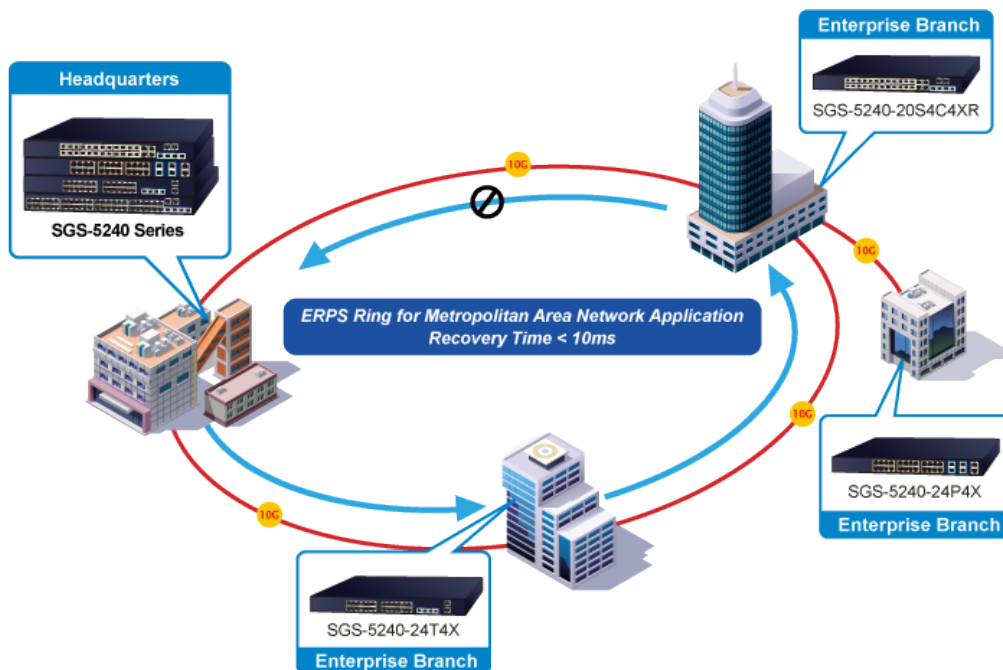 Enterprise Branch
SGS-5240-20S4C4XR
Headquarters
SGS-5240 Series
10G
10G
ERPS Ring for Metropolitan Area Network Application
Recovery Time < 10ms
10G
10G
SGS-5240-24P4X
Enterprise Branch
SGS-5240-24T4X
Enterprise Branch